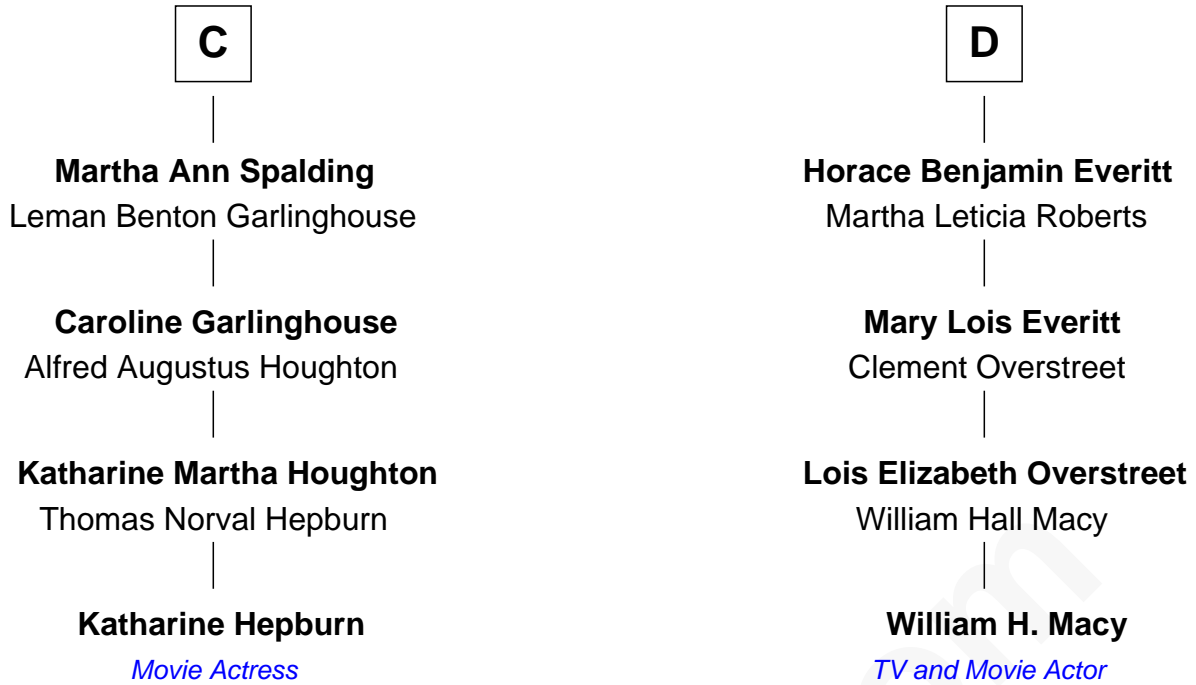 C
Martha Ann Spalding
Leman Benton Garlinghouse
Caroline Garlinghouse
Alfred Augustus Houghton
Katharine Martha Houghton
Thomas Norval Hepburn
Katharine Hepburn
Movie Actress
D
Horace Benjamin Everitt
Martha Leticia Roberts
Mary Lois Everitt
Clement Overstreet
Lois Elizabeth Overstreet
William Hall Macy
William H. Macy
TV and Movie Actor